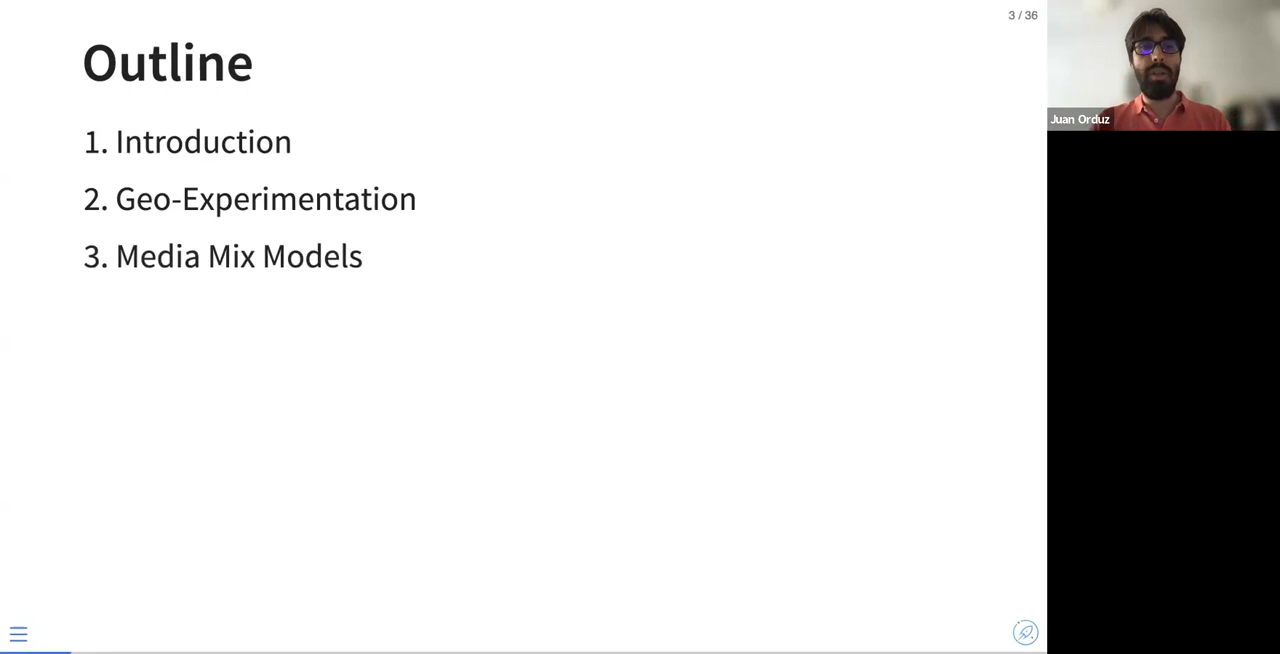 3 / 36
Outline
1. Introduction
2. Geo-Experimentation
3. Media Mix Models
Juan Orduz